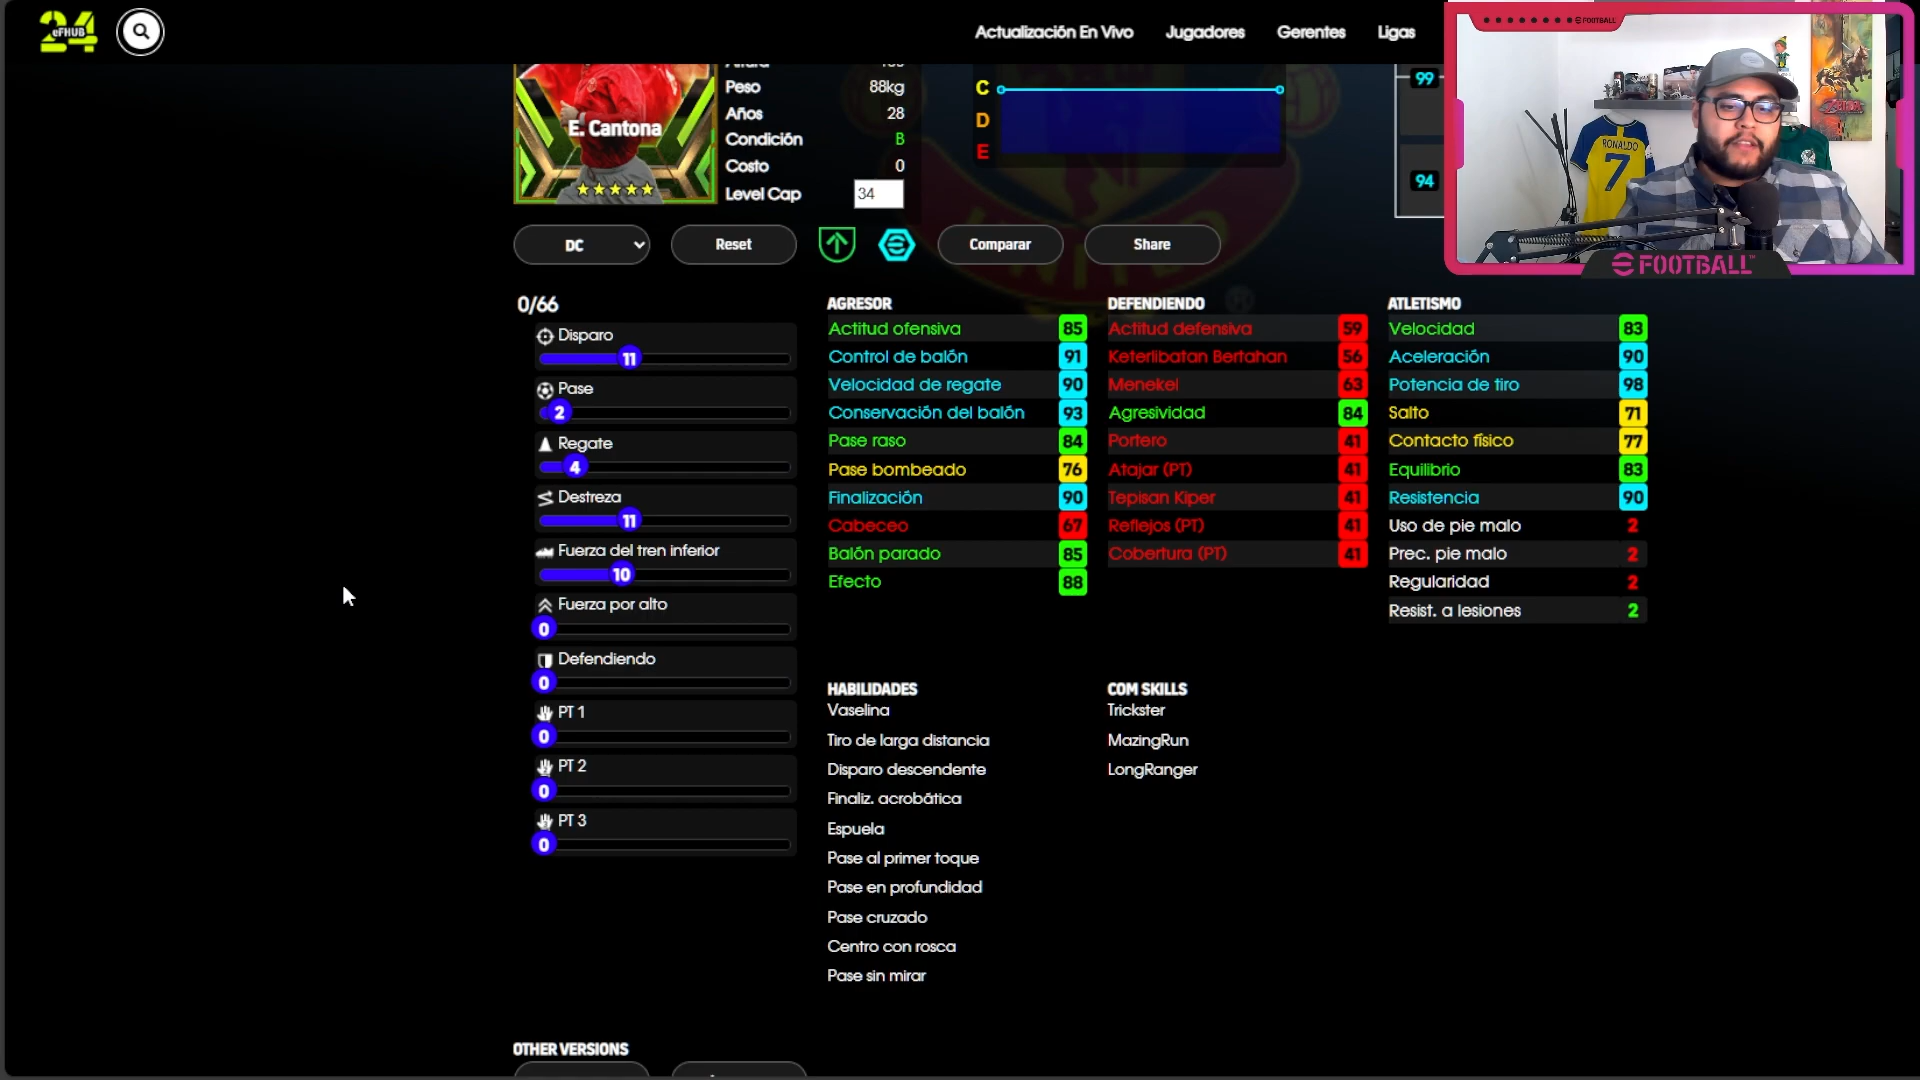 24
eFHUB
Actualización En Vivo
Jugadores
Gerentes
Ligas
E. Cantona
Peso 88kg
Años 28
Condición B
Costo 0
Level Cap 34
C
D
E
99
94
FOOTBALL
RONALDO
7
FOOTBALL
DC
Reset
Comparar
Share
0/66
Disparo
11
Pase
2
Regate
4
Destreza
11
Fuerza del tren inferior
10
Fuerza por alto
0
Defendiendo
0
PT 1
0
PT 2
0
PT 3
0
AGRESOR
Actitud ofensiva 85
Control de balón 91
Velocidad de regate 90
Conservación del balón 93
Pase raso 84
Pase bombeado 76
Finalización 90
Cabeceo 67
Balón parado 85
Efecto 88
DEFENDIENDO
Actitud defensiva 59
Keterlibatan Bertahan 56
Menekel 63
Agresividad 84
Portero 41
Atajar (PT) 41
Tepisan Kiper 41
Reflejos (PT) 41
Cobertura (PT) 41
ATLETISMO
Velocidad 83
Aceleración 90
Potencia de tiro 98
Salto 71
Contacto físico 77
Equilibrio 83
Resistencia 90
Uso de pie malo 2
Prec. pie malo 2
Regularidad 2
Resist. a lesiones 2
HABILIDADES
Vaselina
Tiro de larga distancia
Disparo descendente
Finaliz. acrobática
Espuela
Pase al primer toque
Pase en profundidad
Pase cruzado
Centro con rosca
Pase sin mirar
COM SKILLS
Trickster
MazingRun
LongRanger
OTHER VERSIONS